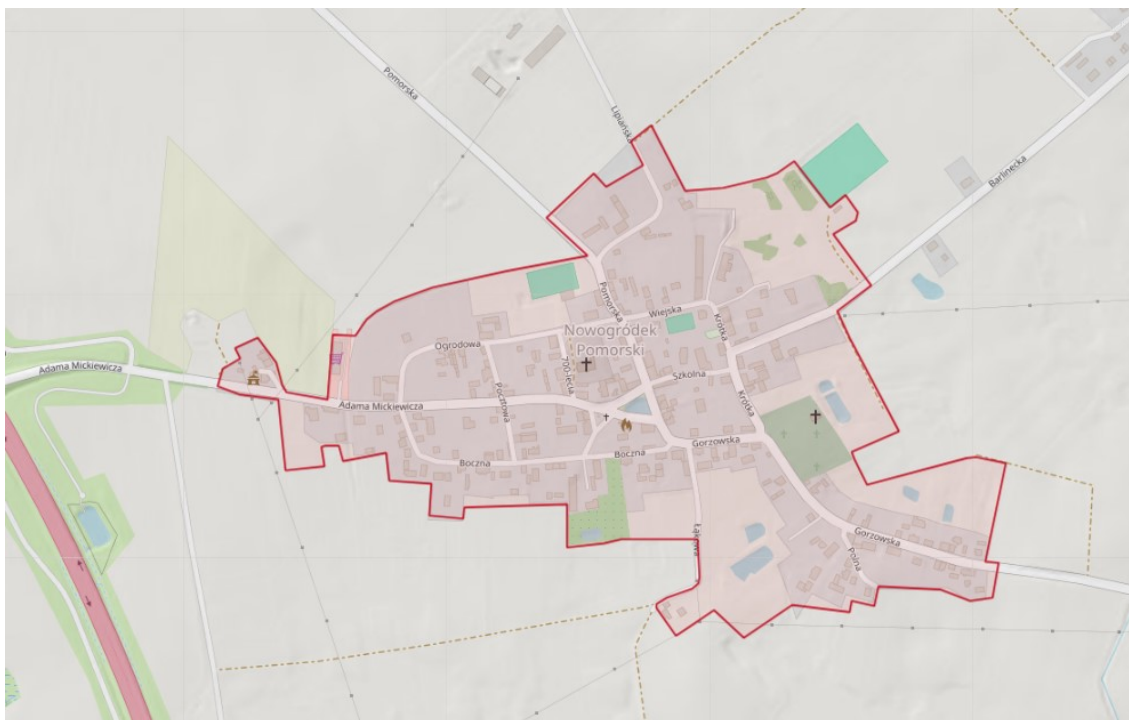 Pomorska
Lipiańska
Barlinecka
Pomorska
Wiejska
Krótka
Nowogródek
Pomorski
Ogrodowa
Adama Mickiewicza
700-lecia
Szkolna
Pocztowa
Krótka
Adama Mickiewicza
Gorzowska
Boczna
Boczna
Łąkowa
Gorzowska
Polna